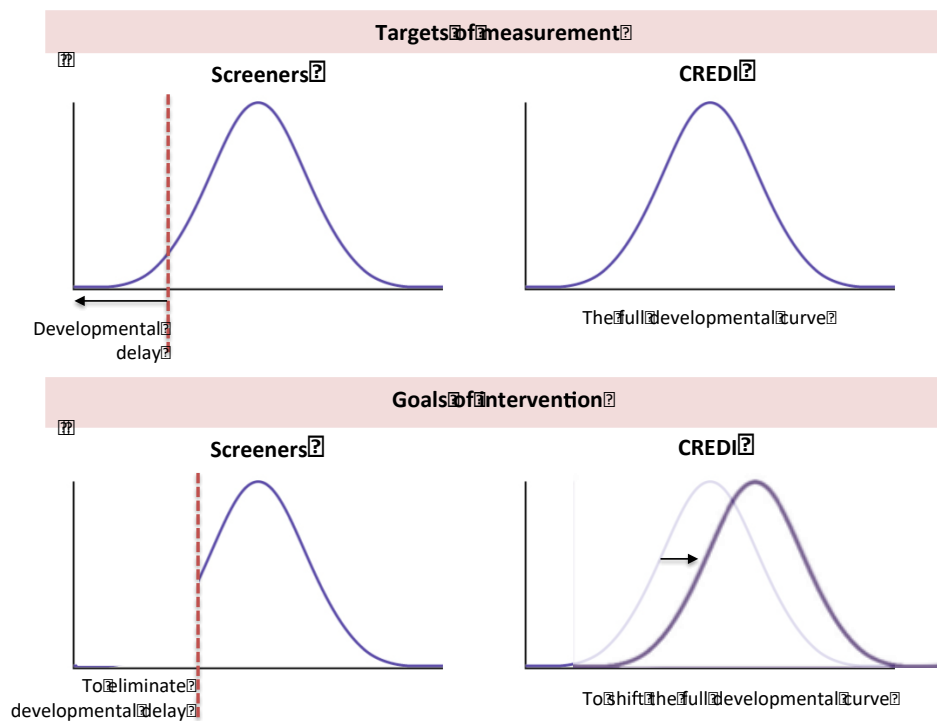 Targets of measurement
Screeners
CREDI
Developmental
delay
The full developmental curve
Goals of intervention
Screeners
CREDI
To eliminate
developmental delay
To shift the full developmental curve